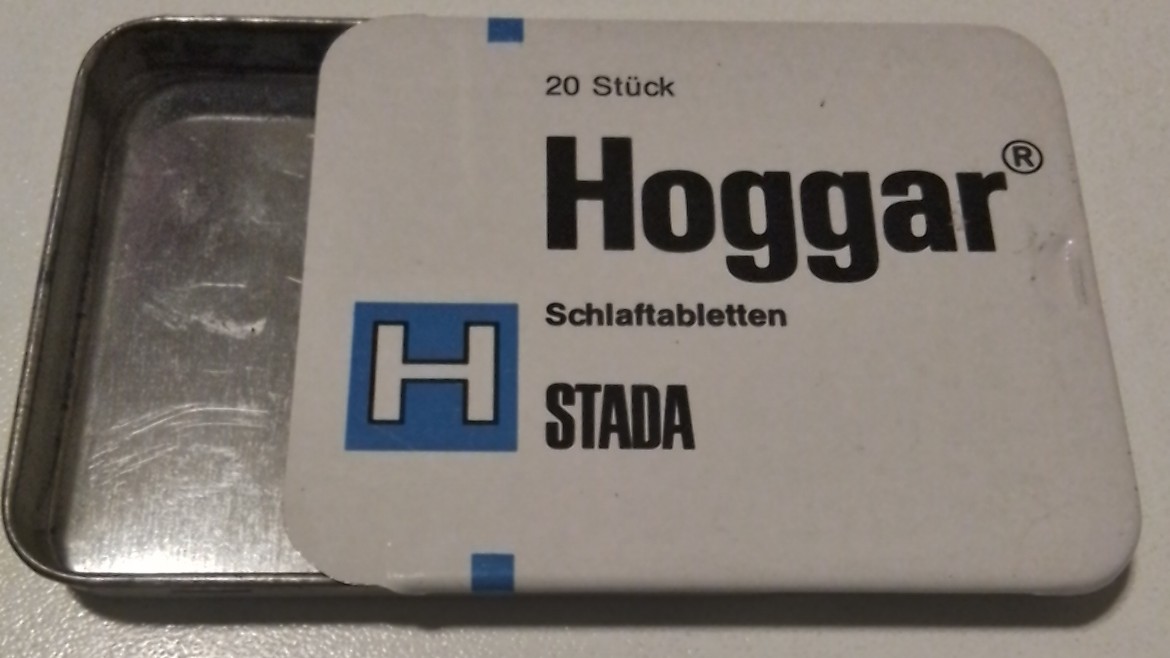 20 Stück
Hoggar®
Schlaftabletten
H
STADA